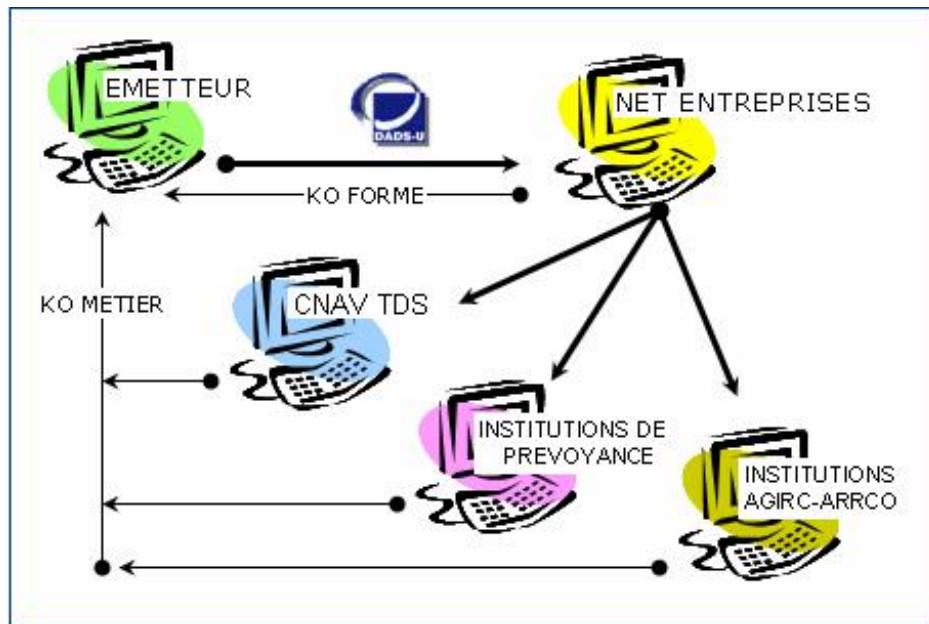 EMETTEUR
DADS-U
NET ENTREPRISES
KO FORME
KO METIER
CNAV TDS
INSTITUTIONS DE
PREVOYANCE
INSTITUTIONS
AGIRC-ARRCO